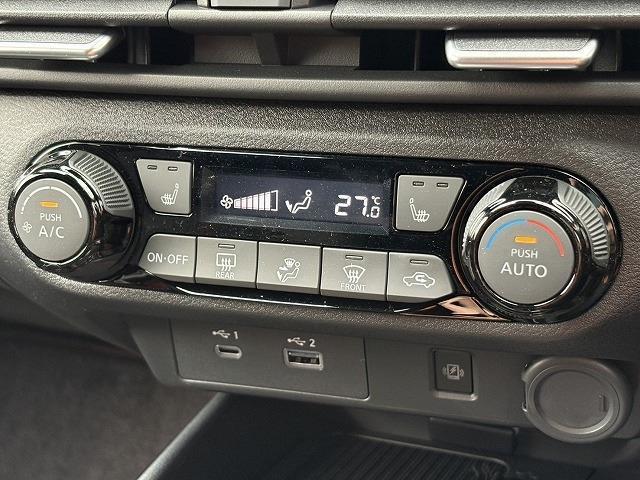 PUSH
A/C
27.0
℃
PUSH
AUTO
ON·OFF
REAR
FRONT
1
2